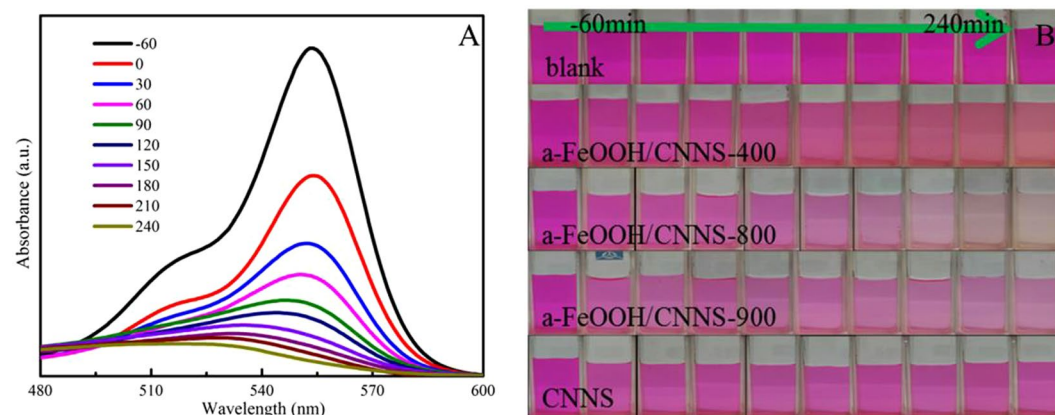 A
-60
0
30
60
90
120
150
180
210
240
Absorbance (a.u.)
480 510 540 570 600
Wavelength (nm)
B
-60min 240min
blank
a-FeOOH/CNNS-400
a-FeOOH/CNNS-800
a-FeOOH/CNNS-900
CNNS